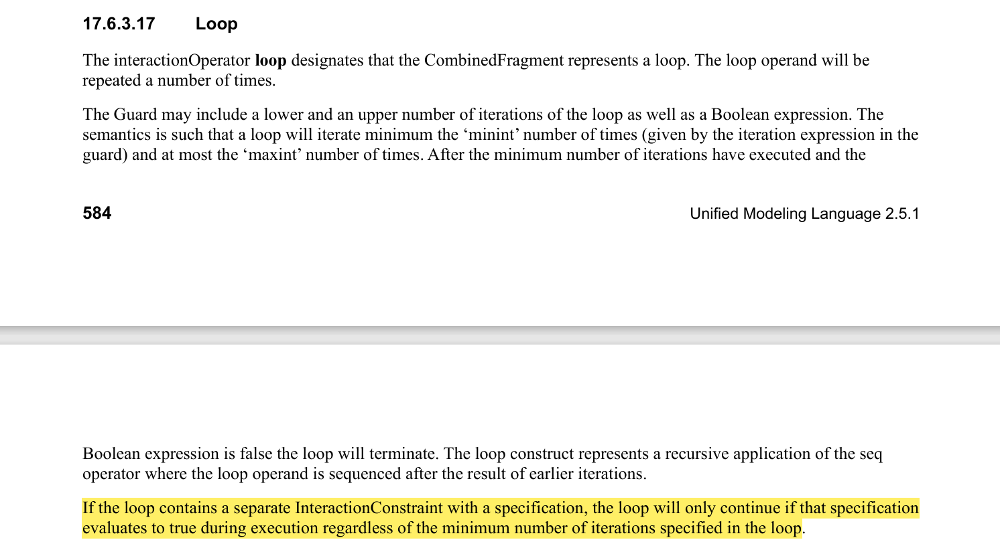 17.6.3.17 Loop
The interactionOperator loop designates that the CombinedFragment represents a loop. The loop operand will be
repeated a number of times.
The Guard may include a lower and an upper number of iterations of the loop as well as a Boolean expression. The
semantics is such that a loop will iterate minimum the ‘minint’ number of times (given by the iteration expression in the
guard) and at most the ‘maxint’ number of times. After the minimum number of iterations have executed and the
584 Unified Modeling Language 2.5.1
Boolean expression is false the loop will terminate. The loop construct represents a recursive application of the seq
operator where the loop operand is sequenced after the result of earlier iterations.
If the loop contains a separate InteractionConstraint with a specification, the loop will only continue if that specification
evaluates to true during execution regardless of the minimum number of iterations specified in the loop.